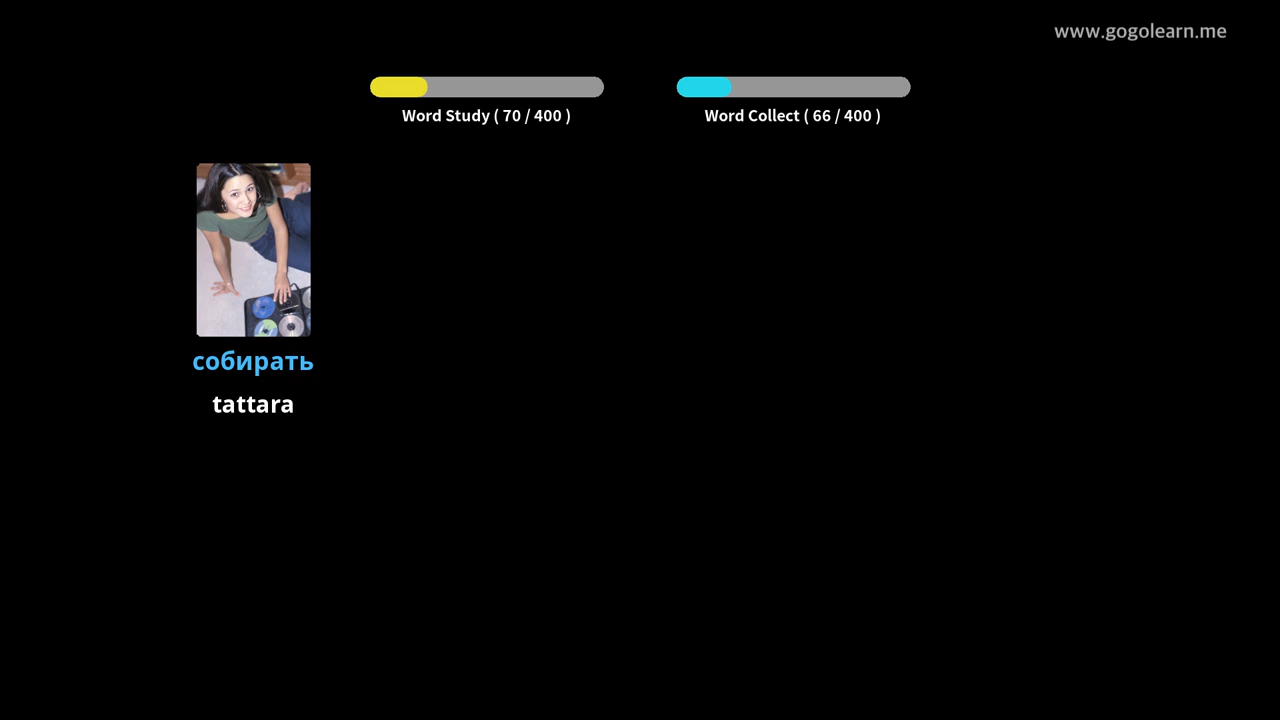 www.gogolearn.me
Word Study ( 70 / 400 )
Word Collect ( 66 / 400 )
собирать
tattara